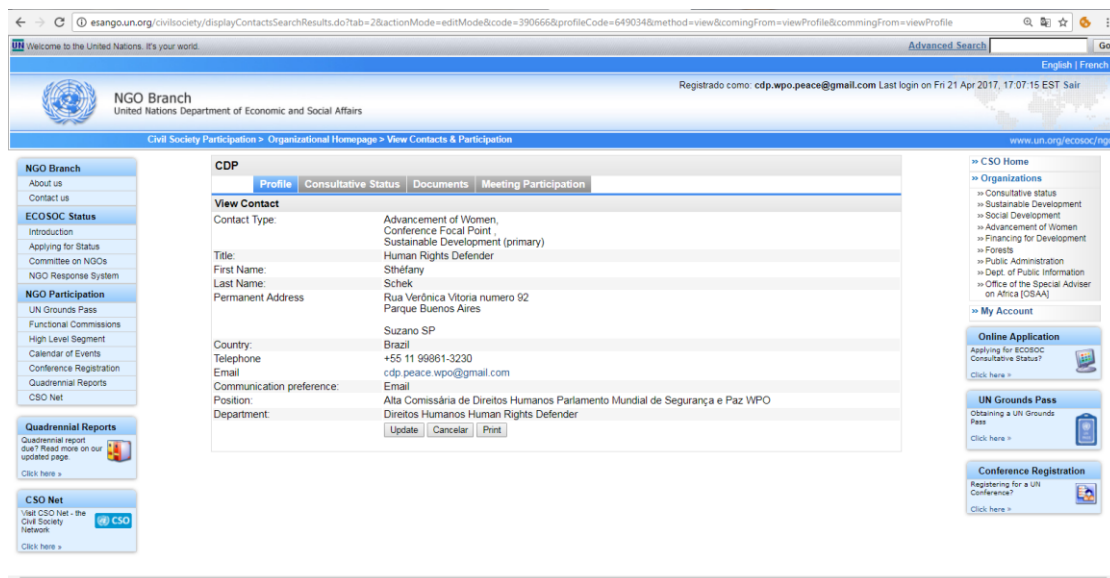 esango.un.org/civilsociety/displayContactsSearchResults.do?tab=2&actionMode=editMode&code=390666&profileCode=649034&method=view&comingFrom=viewProfile&commingFrom=viewProfile
UN Welcome to the United Nations. It's your world.
Advanced Search
Go
English | French
Registrado como: cdp.wpo.peace@gmail.com Last login on Fri 21 Apr 2017, 17:07:15 EST Sair
NGO Branch
United Nations Department of Economic and Social Affairs
Civil Society Participation > Organizational Homepage > View Contacts & Participation
www.un.org/ecosoc/ngo
NGO Branch
About us
Contact us
ECOSOC Status
Introduction
Applying for Status
Committee on NGOs
NGO Response System
NGO Participation
UN Grounds Pass
Functional Commissions
High Level Segment
Calendar of Events
Conference Registration
Quadrennial Reports
CSO Net
Quadrennial Reports
Quadrennial report
due? Read more on our
updated page.
Click here »
CSO Net
Visit CSO Net - the
Civil Society
Network
CSO
Click here »
CDP
Profile Consultative Status Documents Meeting Participation
View Contact
Contact Type: Advancement of Women,
Conference Focal Point ,
Sustainable Development (primary)
Title: Human Rights Defender
First Name: Sthéfany
Last Name: Schek
Permanent Address Rua Verônica Vitoria numero 92
Parque Buenos Aires
Suzano SP
Country: Brazil
Telephone +55 11 99861-3230
Email cdp.peace.wpo@gmail.com
Communication preference: Email
Position: Alta Comissária de Direitos Humanos Parlamento Mundial de Segurança e Paz WPO
Department: Direitos Humanos Human Rights Defender
Update Cancelar Print
» CSO Home
» Organizations
» Consultative status
» Sustainable Development
» Social Development
» Advancement of Women
» Financing for Development
» Forests
» Public Administration
» Dept. of Public Information
» Office of the Special Adviser
on Africa [OSAA]
» My Account
Online Application
Applying for ECOSOC
Consultative Status?
Click here »
UN Grounds Pass
Obtaining a UN Grounds
Pass
Click here »
Conference Registration
Registering for a UN
Conference?
Click here »